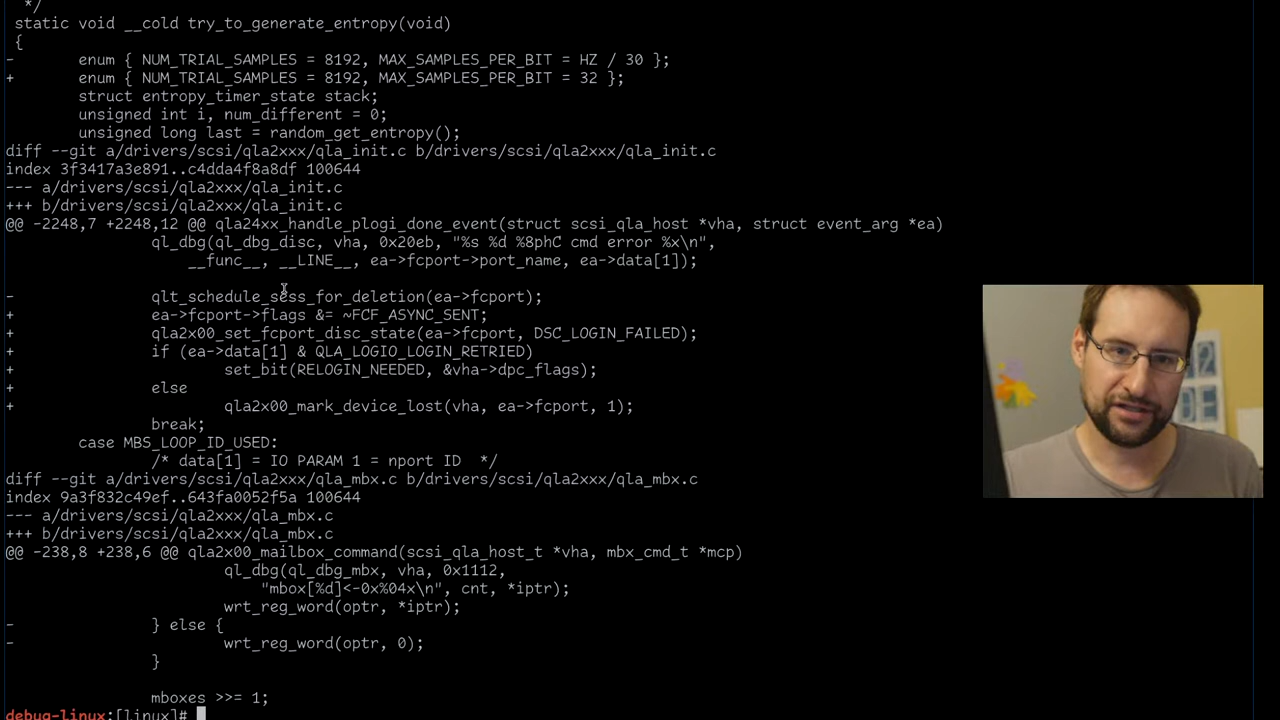 */
static void __cold try_to_generate_entropy(void)
{
-        enum { NUM_TRIAL_SAMPLES = 8192, MAX_SAMPLES_PER_BIT = HZ / 30 };
+        enum { NUM_TRIAL_SAMPLES = 8192, MAX_SAMPLES_PER_BIT = 32 };
struct entropy_timer_state stack;
unsigned int i, num_different = 0;
unsigned long last = random_get_entropy();
diff --git a/drivers/scsi/qla2xxx/qla_init.c b/drivers/scsi/qla2xxx/qla_init.c
index 3f3417a3e891..c4dda4f8a8df 100644
--- a/drivers/scsi/qla2xxx/qla_init.c
+++ b/drivers/scsi/qla2xxx/qla_init.c
@@ -2248,7 +2248,12 @@ qla24xx_handle_plogi_done_event(struct scsi_qla_host *vha, struct event_arg *ea)
ql_dbg(ql_dbg_disc, vha, 0x20eb, "%s %d %8phC cmd error %x\n",
__func__, __LINE__, ea->fcport->port_name, ea->data[1]);
-                qlt_schedule_sess_for_deletion(ea->fcport);
+                ea->fcport->flags &= ~FCF_ASYNC_SENT;
+                qla2x00_set_fcport_disc_state(ea->fcport, DSC_LOGIN_FAILED);
+                if (ea->data[1] & QLA_LOGIO_LOGIN_RETRIED)
+                        set_bit(RELOGIN_NEEDED, &vha->dpc_flags);
+                else
+                        qla2x00_mark_device_lost(vha, ea->fcport, 1);
break;
case MBS_LOOP_ID_USED:
/* data[1] = IO PARAM 1 = nport ID  */
diff --git a/drivers/scsi/qla2xxx/qla_mbx.c b/drivers/scsi/qla2xxx/qla_mbx.c
index 9a3f832c49ef..643fa0052f5a 100644
--- a/drivers/scsi/qla2xxx/qla_mbx.c
+++ b/drivers/scsi/qla2xxx/qla_mbx.c
@@ -238,8 +238,6 @@ qla2x00_mailbox_command(scsi_qla_host_t *vha, mbx_cmd_t *mcp)
ql_dbg(ql_dbg_mbx, vha, 0x1112,
"mbox[%d]<-0x%04x\n", cnt, *iptr);
wrt_reg_word(optr, *iptr);
-                } else {
-                        wrt_reg_word(optr, 0);
}
mboxes >>= 1;
debug-linux:[linux]#